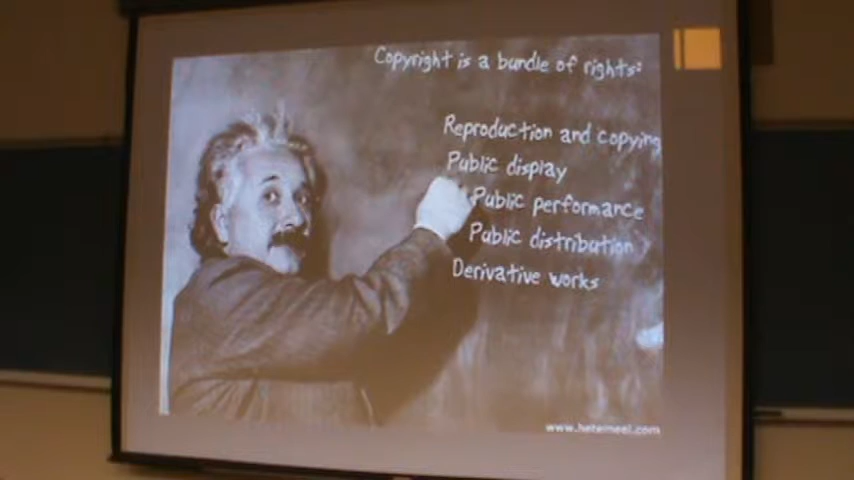 Copyright is a bundle of rights:
Reproduction and copying
Public display
Public performance
Public distribution
Derivative works
www.hetemeel.com